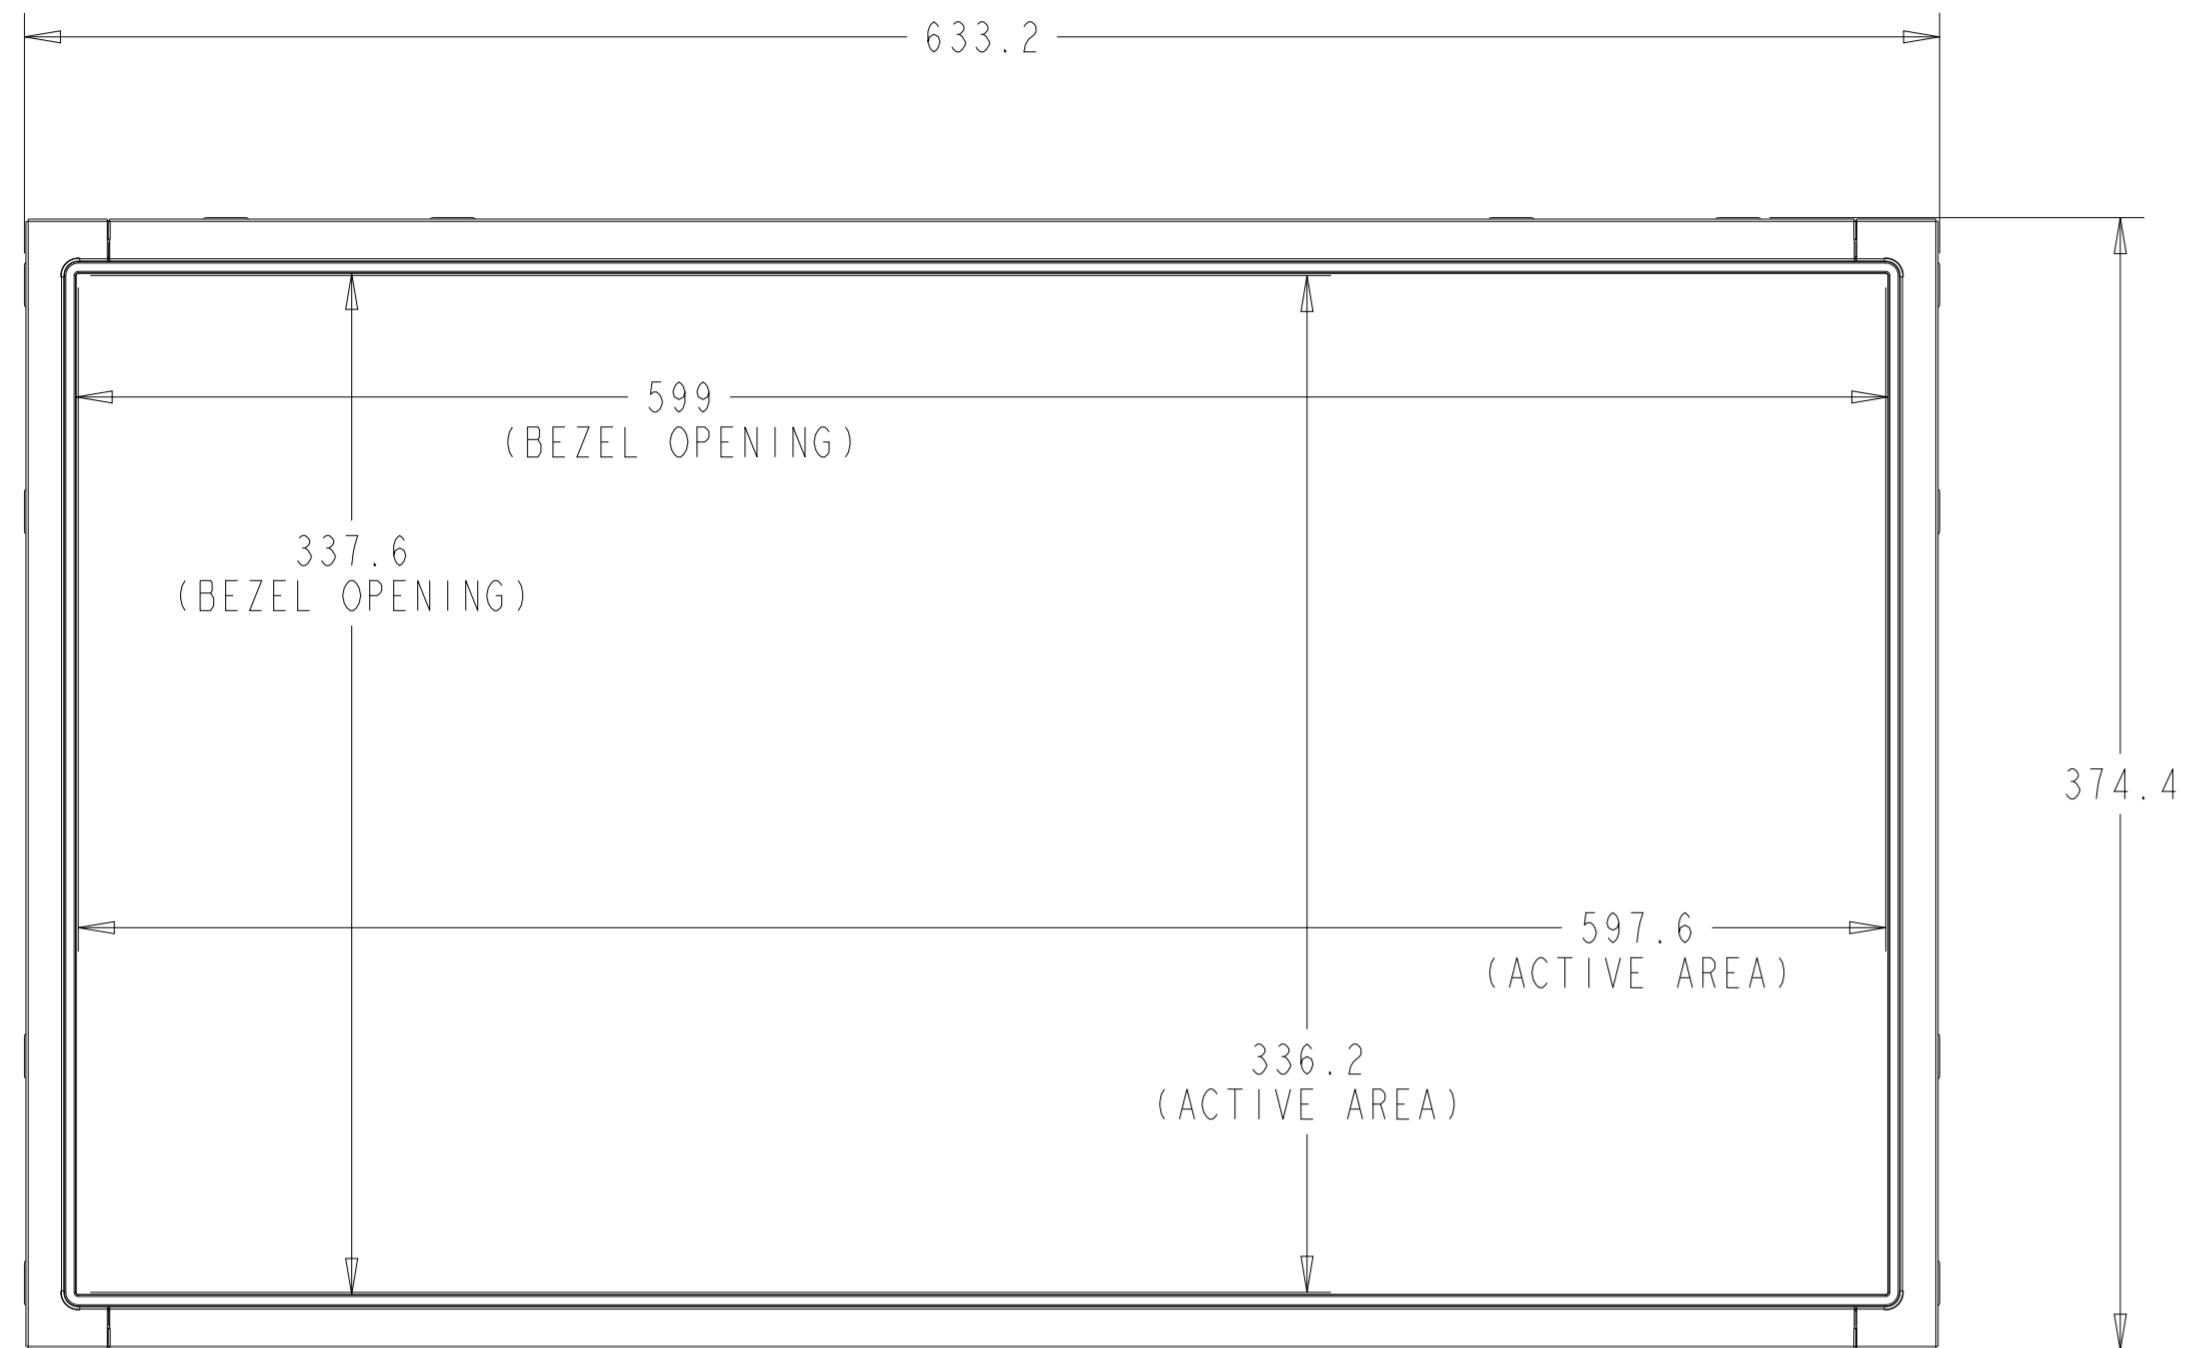 633.2
599
(BEZEL OPENING)
337.6
(BEZEL OPENING)
374.4
597.6
(ACTIVE AREA)
336.2
(ACTIVE AREA)